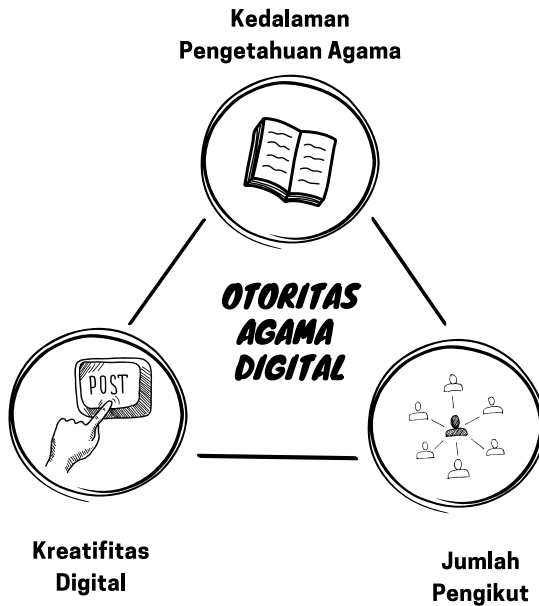 Kedalaman
Pengetahuan Agama
OTORITAS
AGAMA
DIGITAL
POST
Kreatifitas
Digital
Jumlah
Pengikut